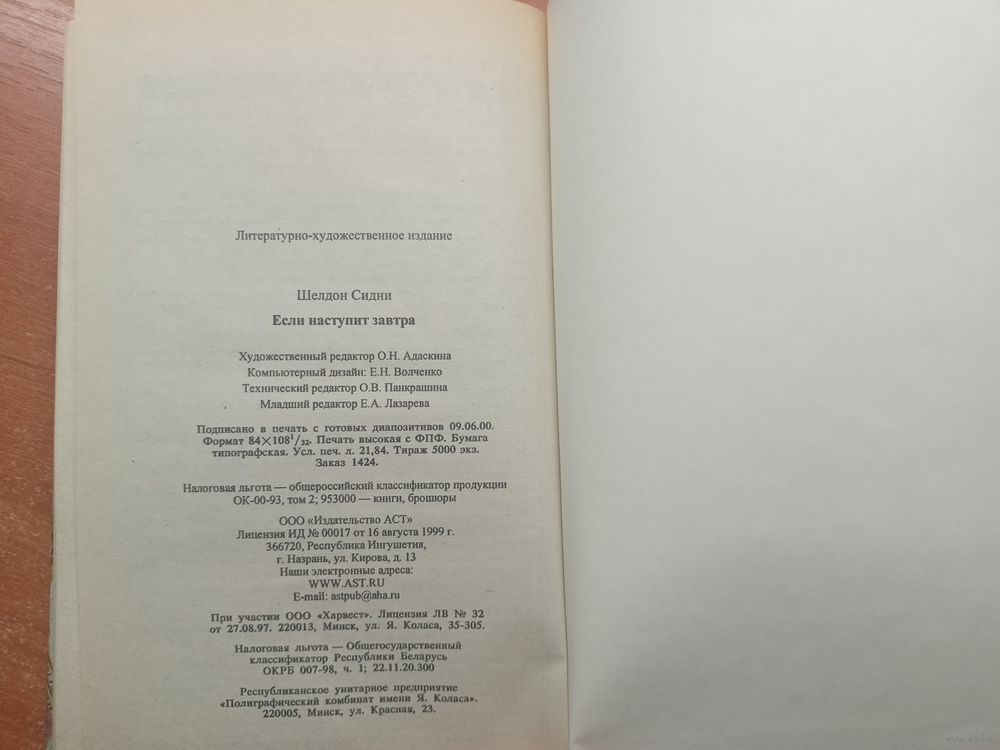 Литературно-художественное издание
Шелдон Сидни
Если наступит завтра
Художественный редактор О.Н. Адаскина
Компьютерный дизайн: Е.Н. Волченко
Технический редактор О.В. Панкрашина
Младший редактор Е.А. Лазарева
Подписано в печать с готовых диапозитивов 09.06.00.
Формат 84×108¹/₃₂. Печать высокая с ФПФ. Бумага
типографская. Усл. печ. л. 21,84. Тираж 5000 экз.
Заказ 1424.
Налоговая льгота — общероссийский классификатор продукции
ОК-00-93, том 2; 953000 — книги, брошюры
ООО «Издательство АСТ»
Лицензия ИД № 00017 от 16 августа 1999 г.
366720, Республика Ингушетия,
г. Назрань, ул. Кирова, д. 13
Наши электронные адреса:
WWW.AST.RU
E-mail: astpub@aha.ru
При участии ООО «Харвест». Лицензия ЛВ № 32
от 27.08.97. 220013, Минск, ул. Я. Коласа, 35-305.
Налоговая льгота — Общегосударственный
классификатор Республики Беларусь
ОКРБ 007-98, ч. 1; 22.11.20.300
Республиканское унитарное предприятие
«Полиграфический комбинат имени Я. Коласа».
220005, Минск, ул. Красная, 23.
www.ay.by